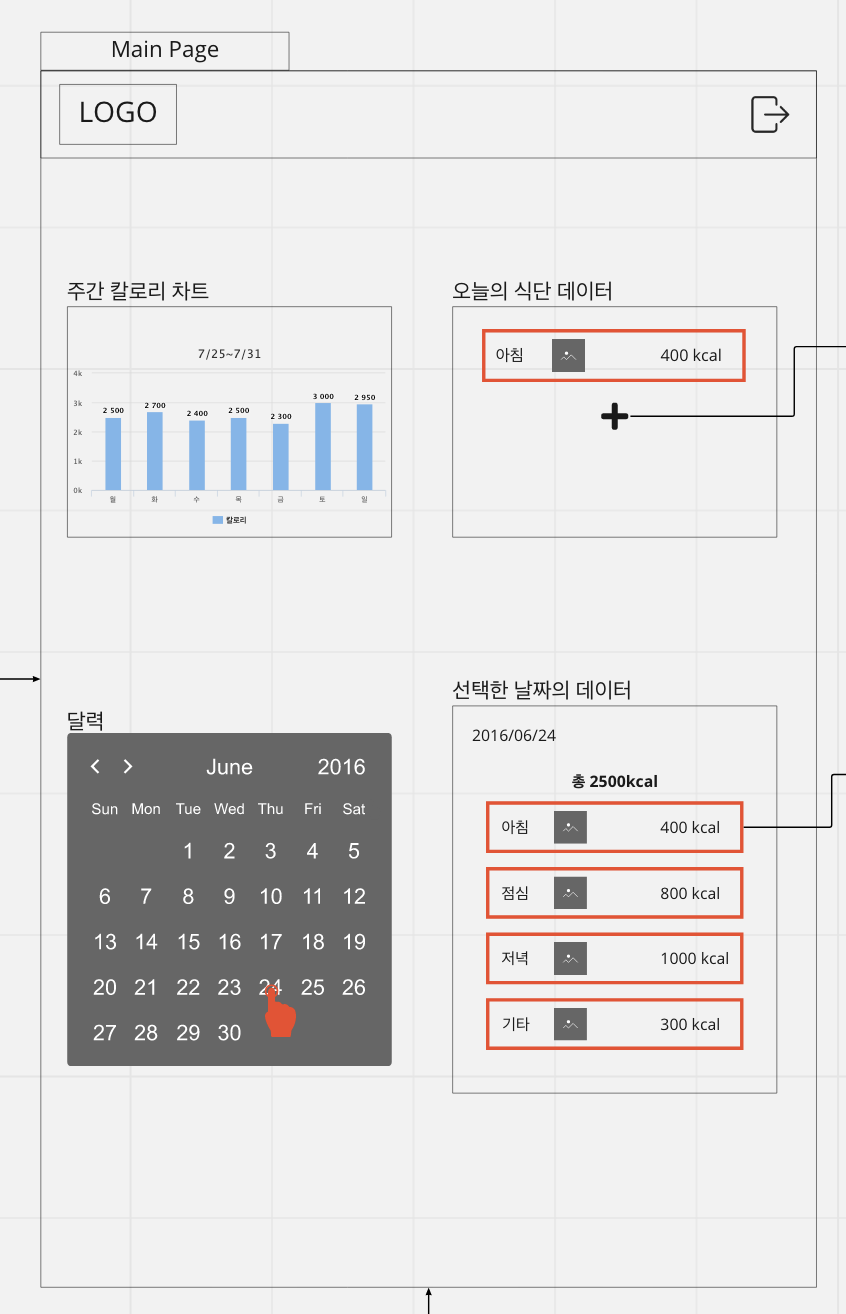 Main Page
LOGO
주간 칼로리 차트
7/25~7/31
4k
3k
2k
1k
0k
2 500
2 700
2 400
2 500
2 300
3 000
2 950
월 화 수 목 금 토 일
칼로리
오늘의 식단 데이터
아침 400 kcal
달력
June 2016
Sun Mon Tue Wed Thu Fri Sat
1 2 3 4 5
6 7 8 9 10 11 12
13 14 15 16 17 18 19
20 21 22 23 24 25 26
27 28 29 30
선택한 날짜의 데이터
2016/06/24
총 2500kcal
아침 400 kcal
점심 800 kcal
저녁 1000 kcal
기타 300 kcal